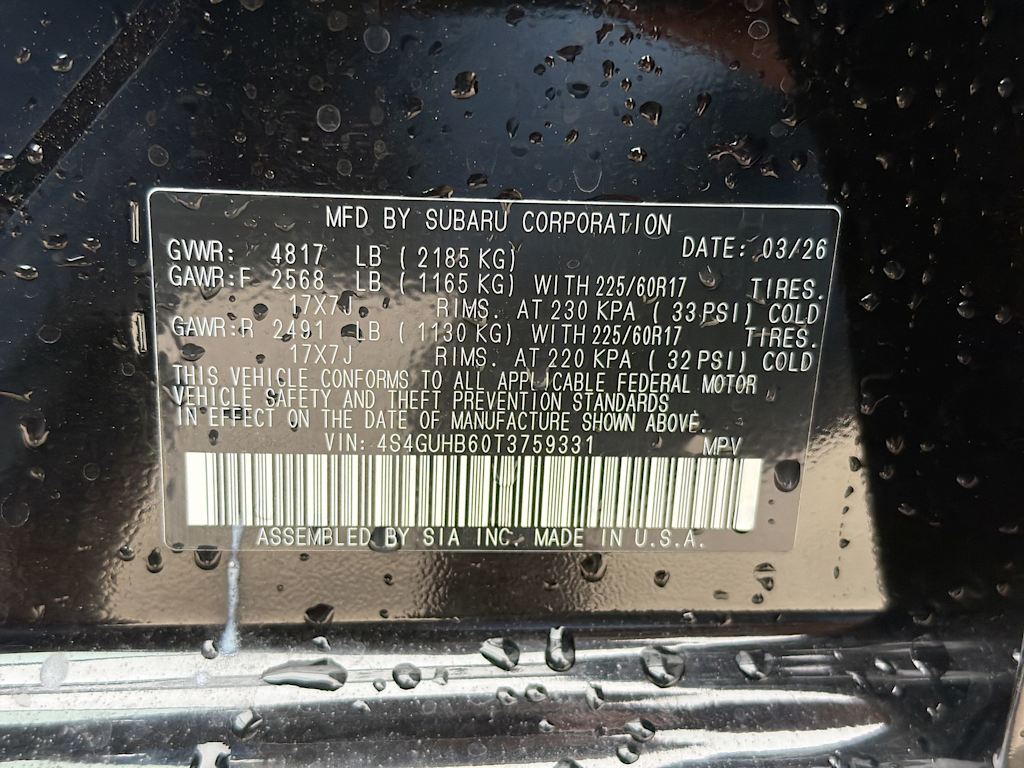 MFD BY SUBARU CORPORATION
GVWR: 4817 LB ( 2185 KG) DATE: 03/26
GAWR:F 2568 LB ( 1165 KG) WITH 225/60R17 TIRES.
17X7J RIMS. AT 230 KPA ( 33 PSI) COLD
GAWR:R 2491 LB ( 1130 KG) WITH 225/60R17 TIRES.
17X7J RIMS. AT 220 KPA ( 32 PSI) COLD
THIS VEHICLE CONFORMS TO ALL APPLICABLE FEDERAL MOTOR
VEHICLE SAFETY AND THEFT PREVENTION STANDARDS
IN EFFECT ON THE DATE OF MANUFACTURE SHOWN ABOVE.
VIN: 4S4GUHB60T3759331 MPV
ASSEMBLED BY SIA INC. MADE IN U.S.A.